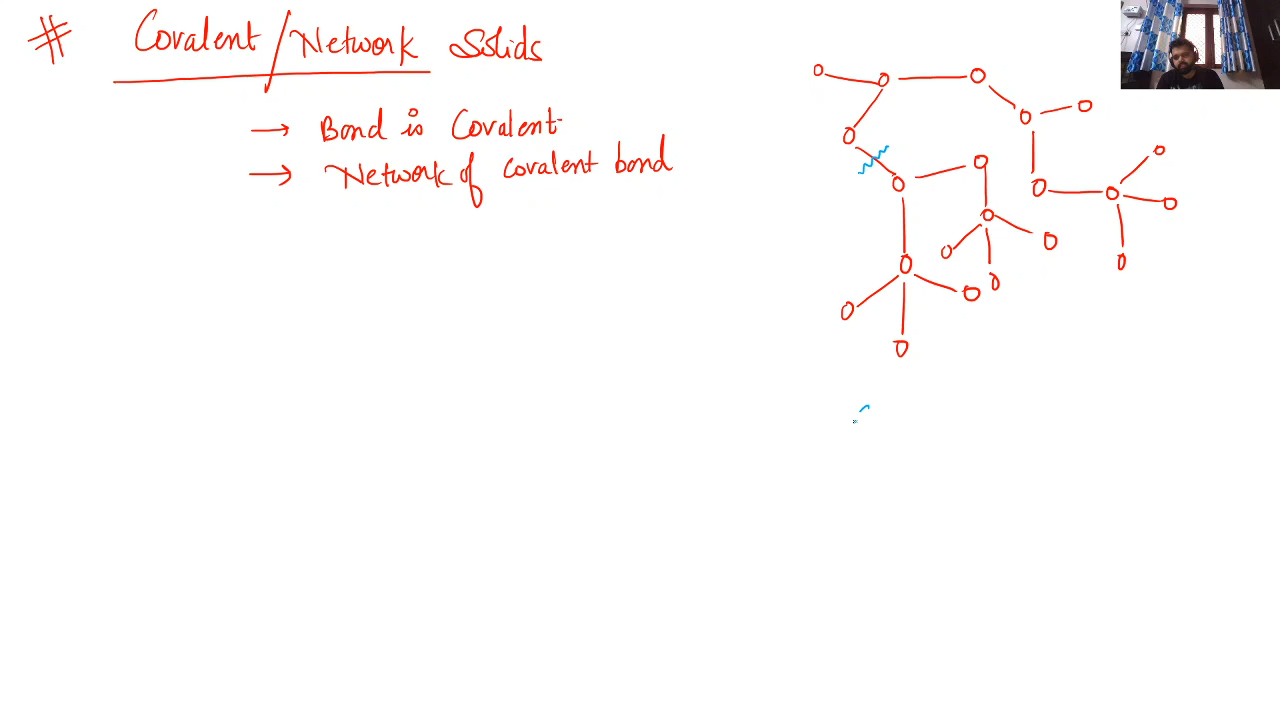 # Covalent/Network Solids
→ Bond is Covalent
→ Network of covalent bond